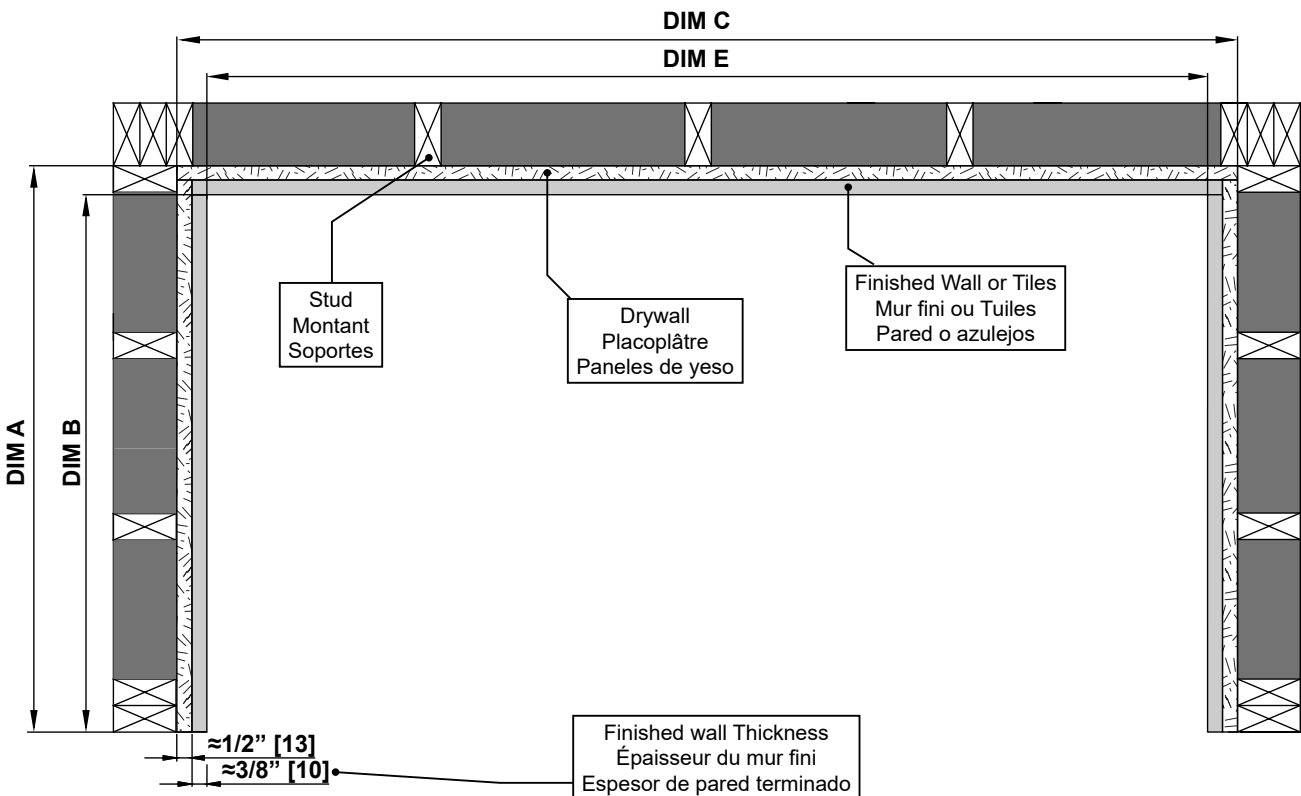 DIM C
DIM E
DIM A
DIM B
Stud
Montant
Soportes
Drywall
Placoplâtre
Paneles de yeso
Finished Wall or Tiles
Mur fini ou Tuiles
Pared o azulejos
≈1/2” [13]
≈3/8” [10]
Finished wall Thickness
Épaisseur du mur fini
Espesor de pared terminado